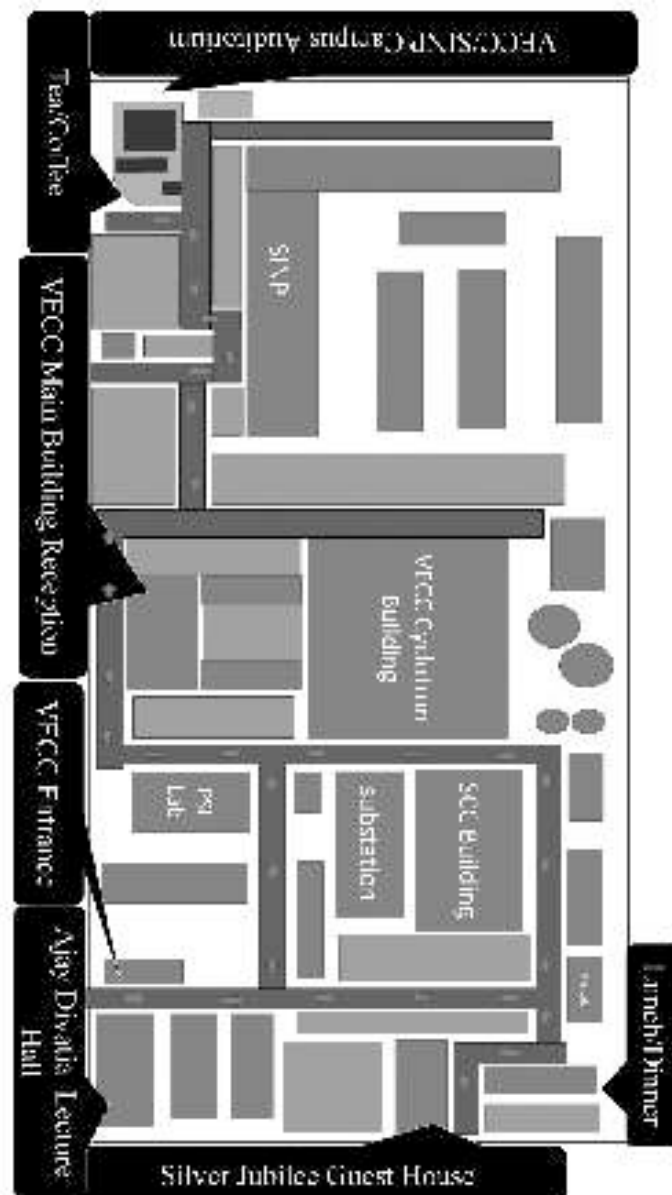 VECC/SINP Campus Auditorium
Tea/Coffee
SINP
VECC Main Building Reception
VECC Cyclotron
Building
VECC Entrance
Lab
substation
SCC Building
Ajay Divatia Lecture
Hall
Lunch/Dinner
Silver Jubilee Guest House